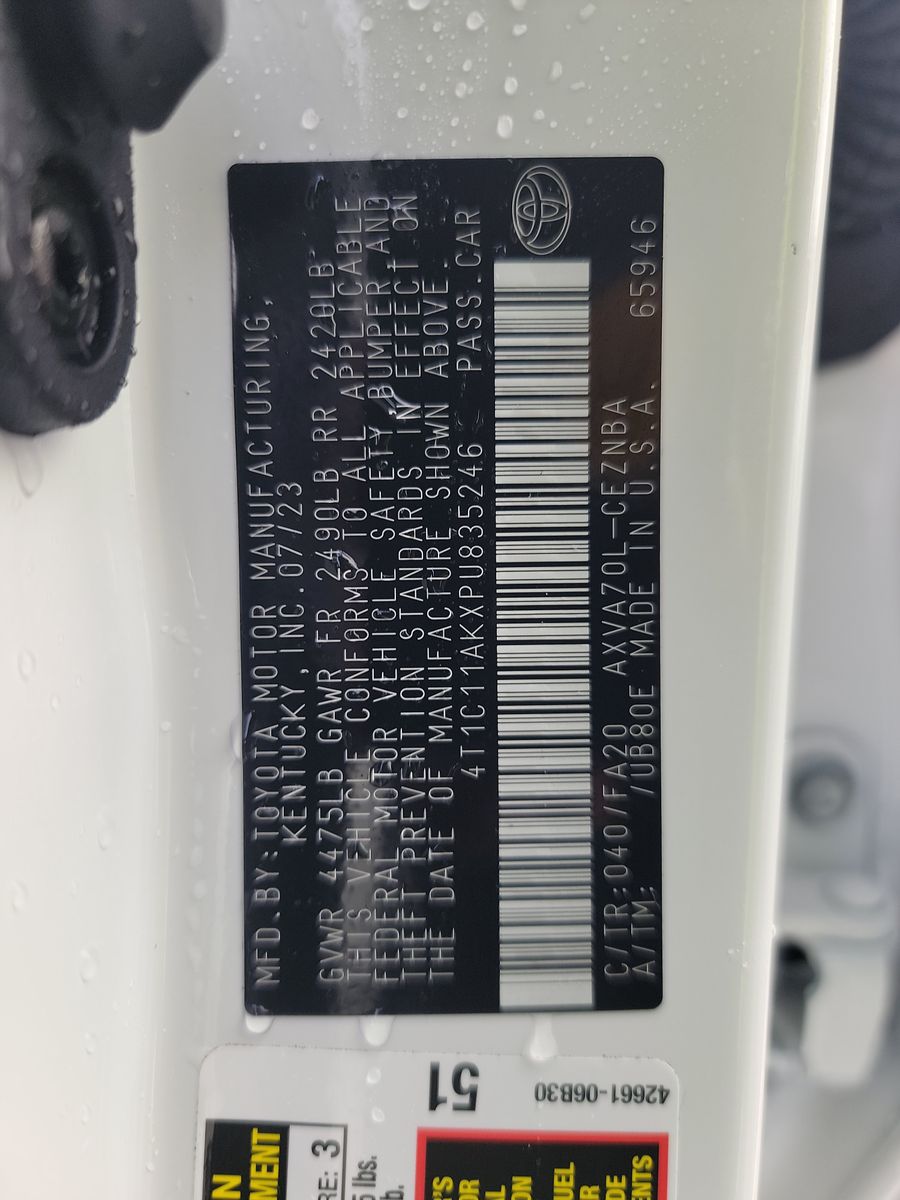 MFD.BY:TOYOTA MOTOR MANUFACTURING,
KENTUCKY,INC.07/23
GVWR 4475LB GAWR FR 2490LB RR 2420LB
THIS VEHICLE CONFORMS TO ALL APPLICABLE
FEDERAL MOTOR VEHICLE SAFETY BUMPER AND
THEFT PREVENTION STANDARDS IN EFFECT ON
THE DATE OF MANUFACTURE SHOWN ABOVE.
4T1C11AKXPU835246 PASS.CAR
C/TR:040/FA20 AXVA70L-CEZNBA
A/TM: /UB80E MADE IN U.S.A. 65946
51
42661-06B30
3
lbs.